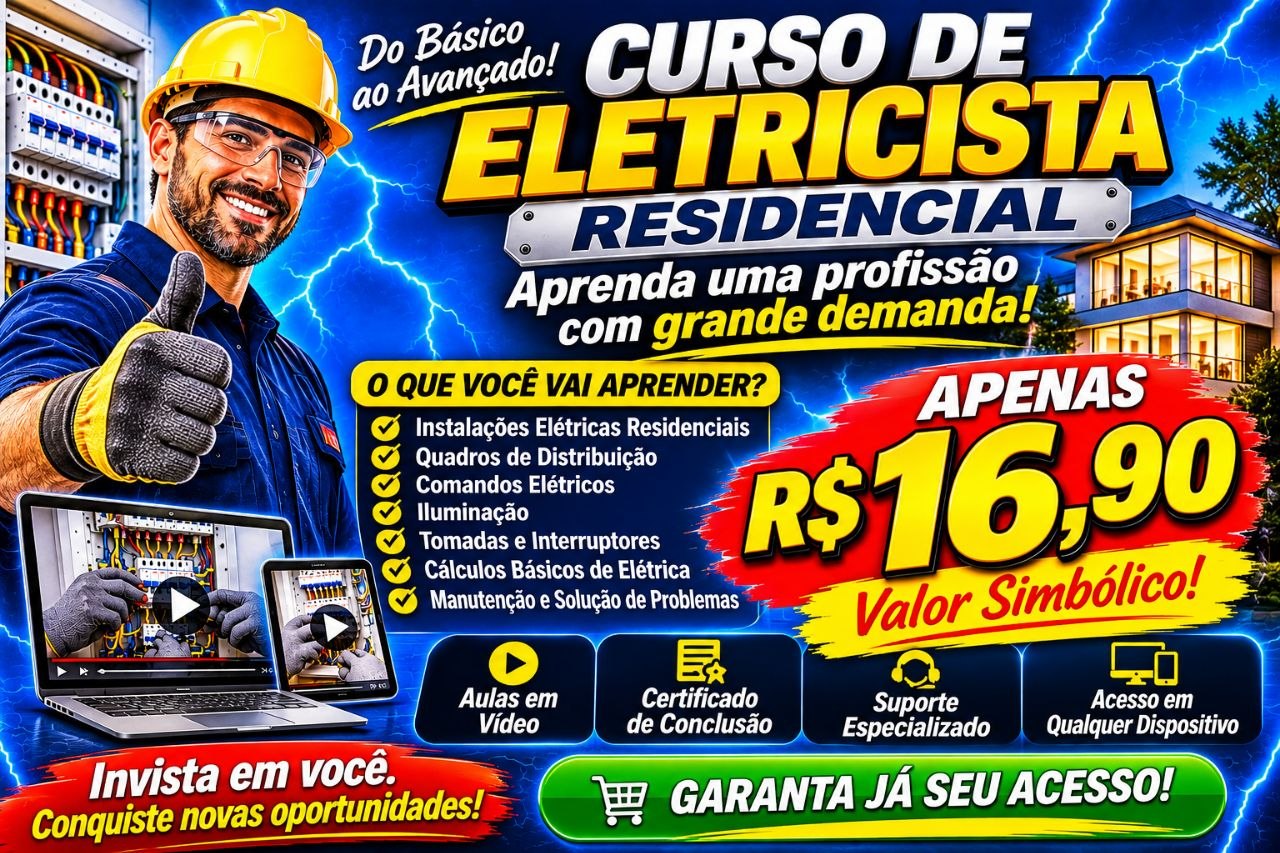 Do Básico
ao Avançado!
CURSO DE
ELETRICISTA
RESIDENCIAL
Aprenda uma profissão
com grande demanda!
O QUE VOCÊ VAI APRENDER?
Instalações Elétricas Residenciais
Quadros de Distribuição
Comandos Elétricos
Iluminação
Tomadas e Interruptores
Cálculos Básicos de Elétrica
Manutenção e Solução de Problemas
APENAS
R$16,90
Valor Simbólico!
Aulas em
Vídeo
Certificado
de Conclusão
Suporte
Especializado
Acesso em
Qualquer Dispositivo
Invista em você.
Conquiste novas oportunidades!
GARANTA JÁ SEU ACESSO!